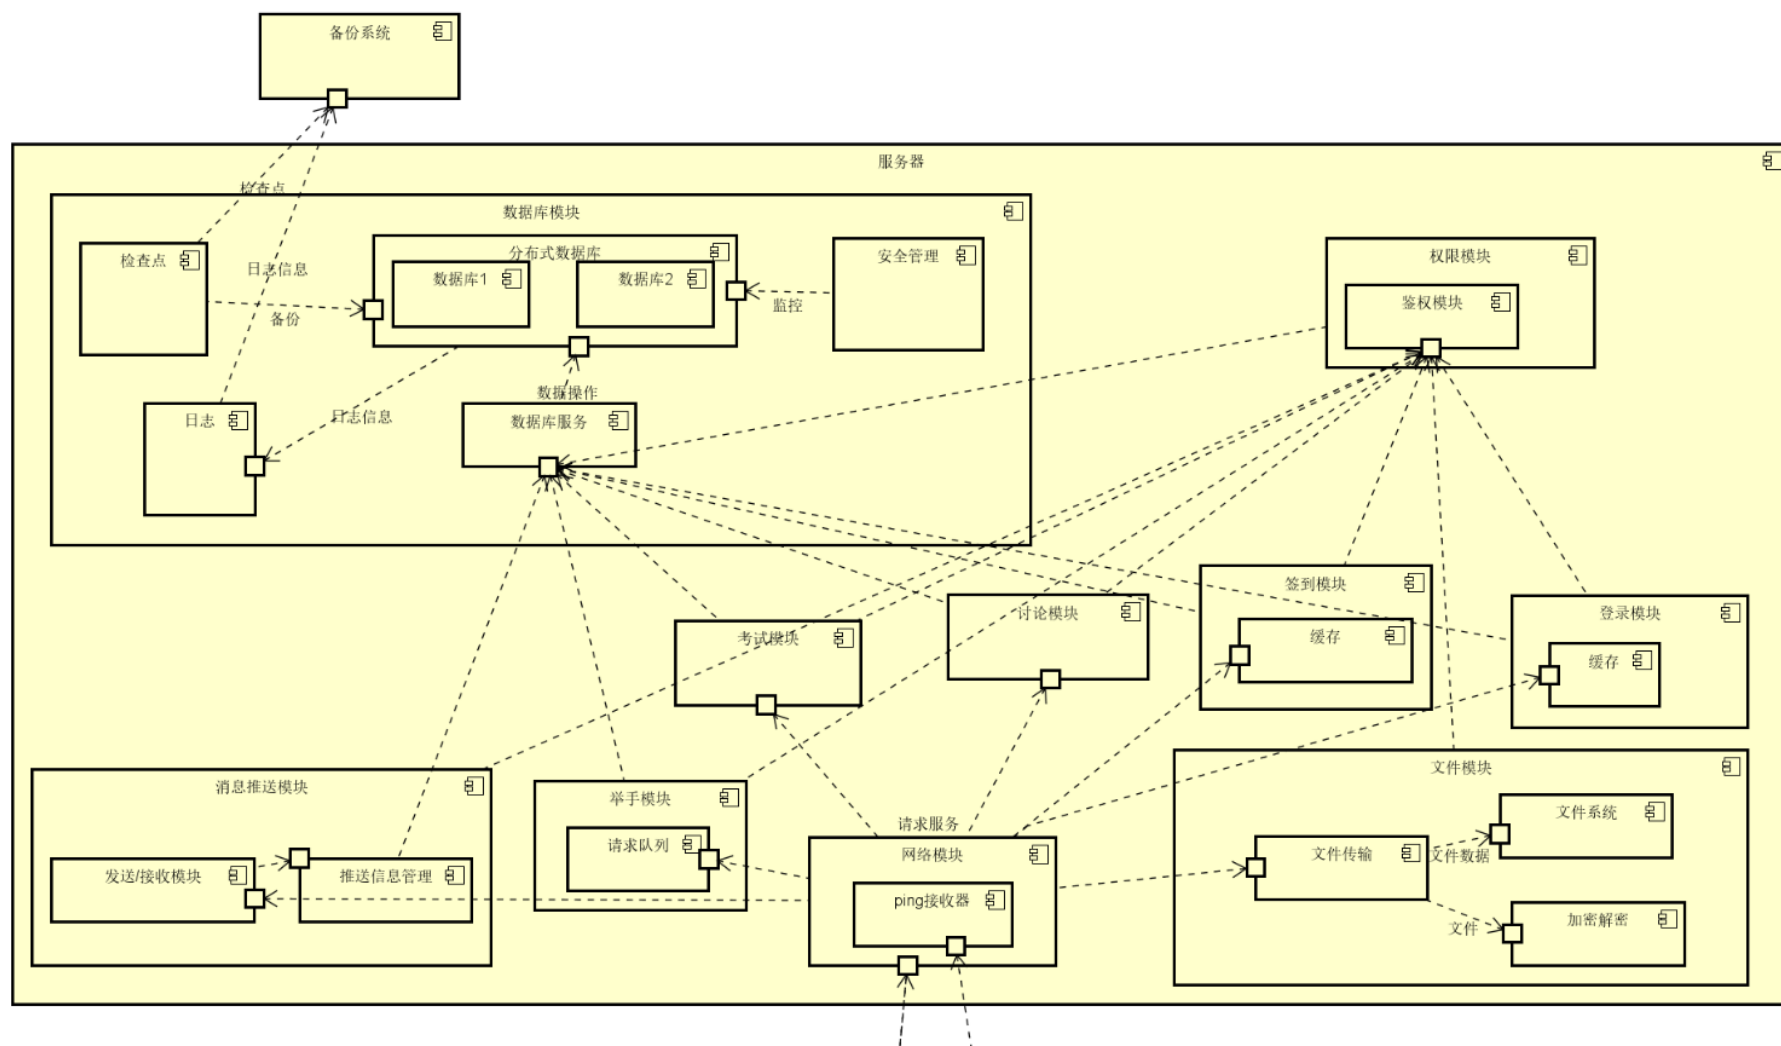 备份系统
服务器
检查点
数据库模块
检查点
分布式数据库
安全管理
权限模块
数据库1
数据库2
日志信息
鉴权模块
备份
监控
数据操作
日志
日志信息
数据库服务
签到模块
讨论模块
登录模块
考试模块
缓存
缓存
消息推送模块
举手模块
文件模块
请求服务
文件系统
请求队列
网络模块
文件传输
文件数据
发送/接收模块
推送信息管理
ping接收器
文件
加密解密